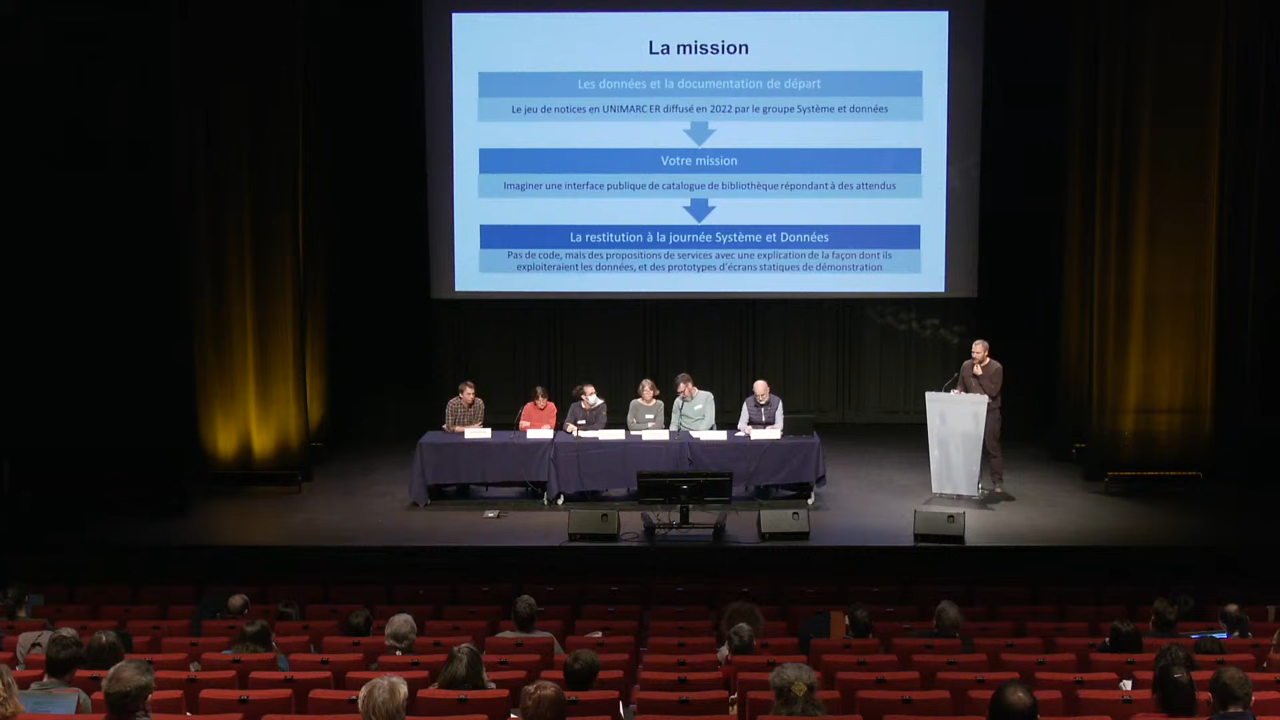 La mission
Les données et la documentation de départ
Le jeu de notices en UNIMARC ER diffusé en 2022 par le groupe Système et données
Votre mission
Imaginer une interface publique de catalogue de bibliothèque répondant à des attendus
La restitution à la journée Système et Données
Pas de code, mais des propositions de services avec une explication de la façon dont ils
exploiteraient les données, et des prototypes d'écrans statiques de démonstration